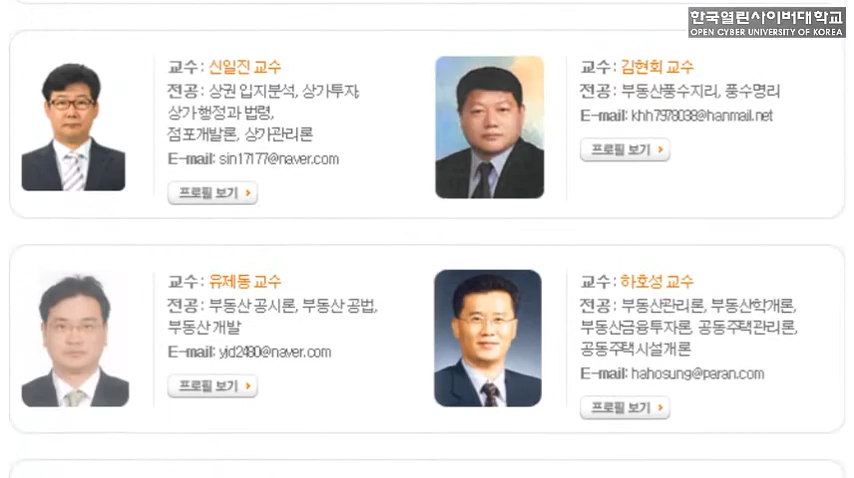 한국열린사이버대학교
OPEN CYBER UNIVERSITY OF KOREA
교수 : 신일진 교수
전공 : 상권 입지분석, 상가투자,
상가 행정과 법령,
점포개발론, 상가관리론
E-mail: sin17177@naver.com
프로필 보기
교수 : 김현회 교수
전공 : 부동산풍수지리, 풍수명리
E-mail: khh7978038@hanmail.net
프로필 보기
교수 : 유제동 교수
전공 : 부동산 공시론, 부동산 공법,
부동산 개발
E-mail: yjd2480@naver.com
프로필 보기
교수 : 하호성 교수
전공 : 부동산관리론, 부동산학개론,
부동산금융투자론, 공동주택관리론,
공동주택시설개론
E-mail: hahosung@paran.com
프로필 보기